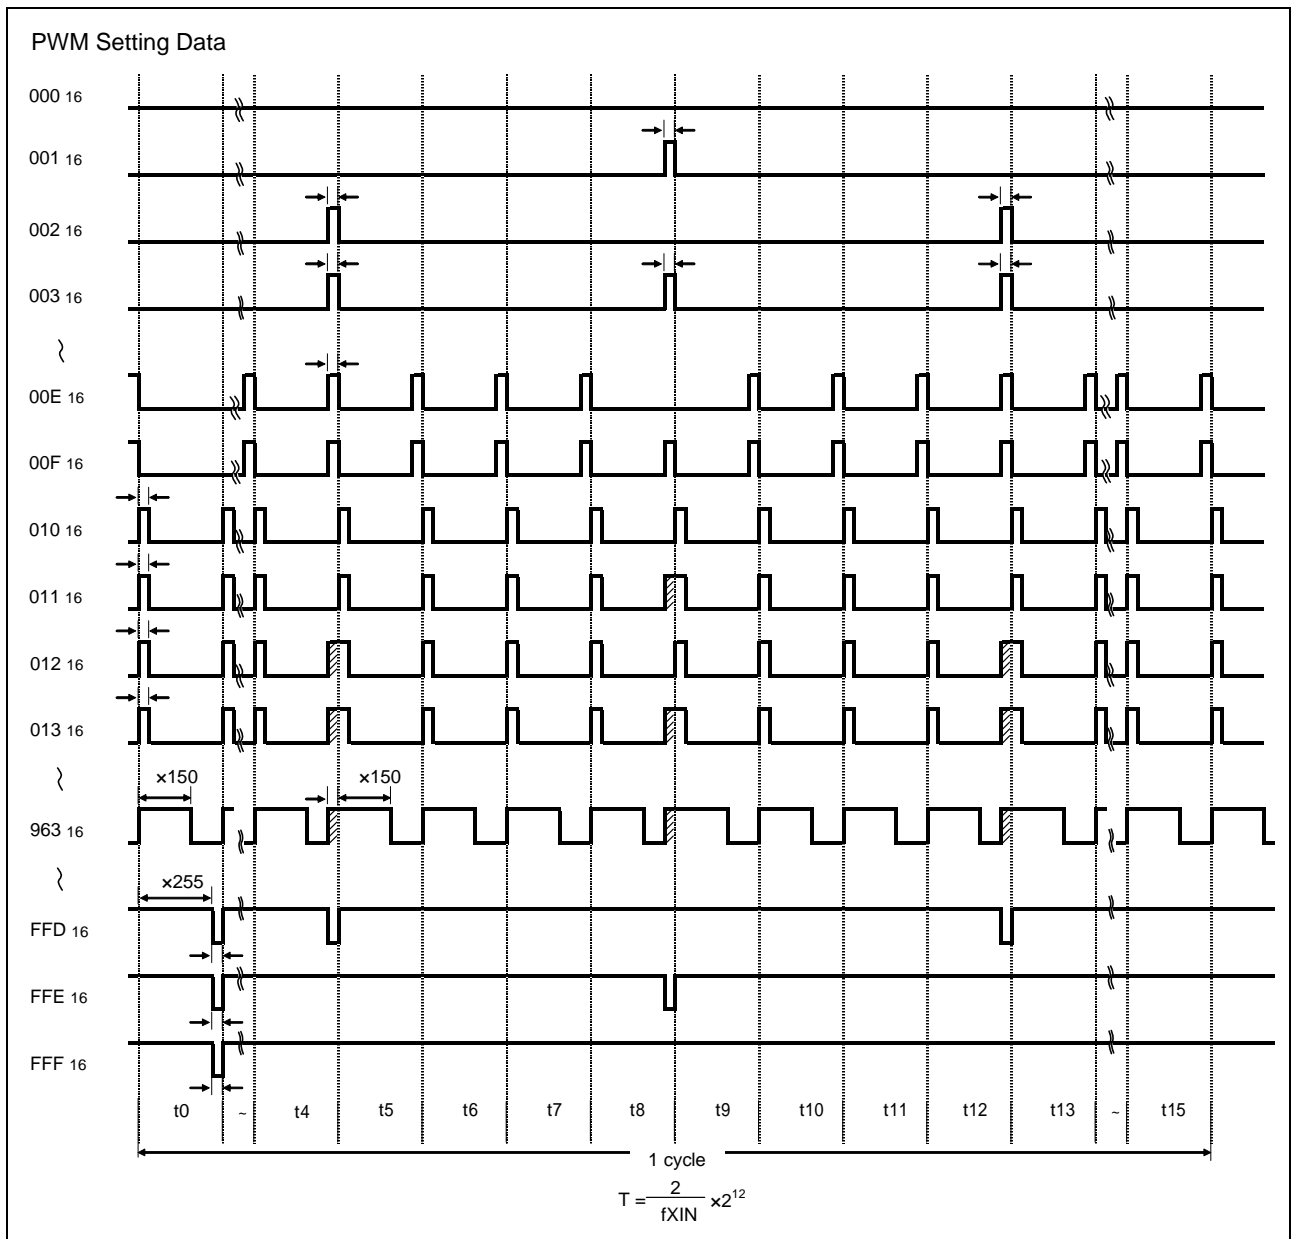 PWM Setting Data
000 16
001 16
002 16
003 16
00E 16
00F 16
010 16
011 16
012 16
013 16
×150 ×150
963 16
×255
FFD 16
FFE 16
FFF 16
t0 ~ t4 t5 t6 t7 t8 t9 t10 t11 t12 t13 ~ t15
1 cycle
T = 2/fXIN ×2¹²